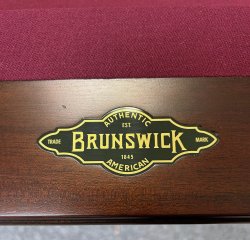 AUTHENTIC
EST.
TRADE BRUNSWICK MARK
1845
AMERICAN